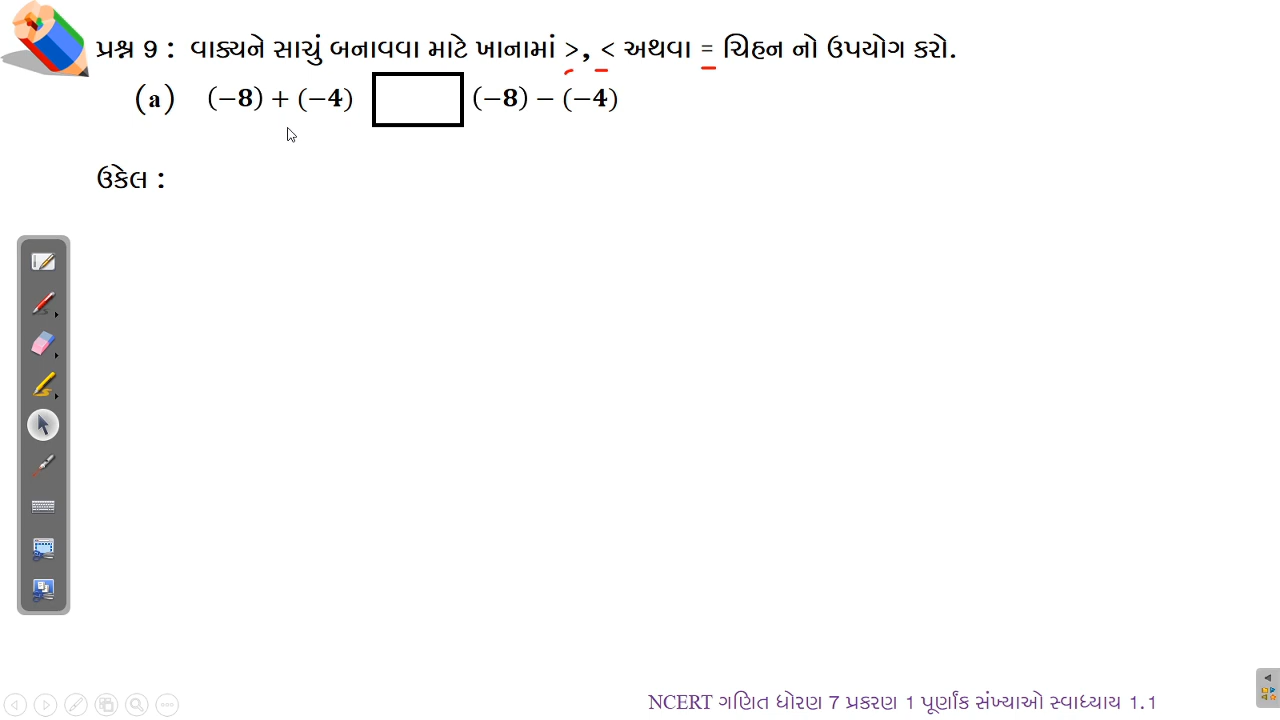 પ્રશ્ન 9 : વાક્યને સાચું બનાવવા માટે ખાનામાં >, < અથવા = ચિહન નો ઉપયોગ કરો.
(a) (−8) + (−4) (−8) − (−4)
ઉકેલ :
NCERT ગણિત ધોરણ 7 પ્રકરણ 1 પૂર્ણાંક સંખ્યાઓ સ્વાધ્યાય 1.1